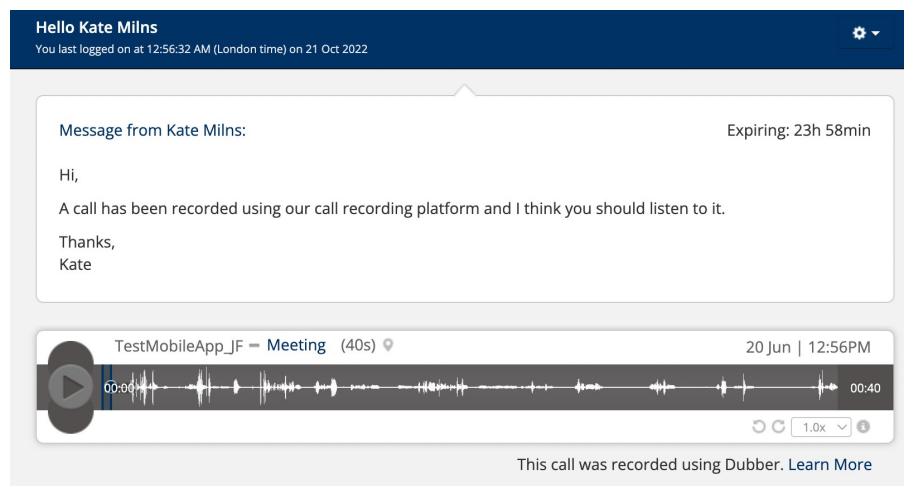 Hello Kate Milns
You last logged on at 12:56:32 AM (London time) on 21 Oct 2022
Message from Kate Milns:
Expiring: 23h 58min
Hi,
A call has been recorded using our call recording platform and I think you should listen to it.
Thanks,
Kate
TestMobileApp_JF – Meeting (40s)
20 Jun | 12:56PM
00:00
00:40
1.0x
This call was recorded using Dubber. Learn More